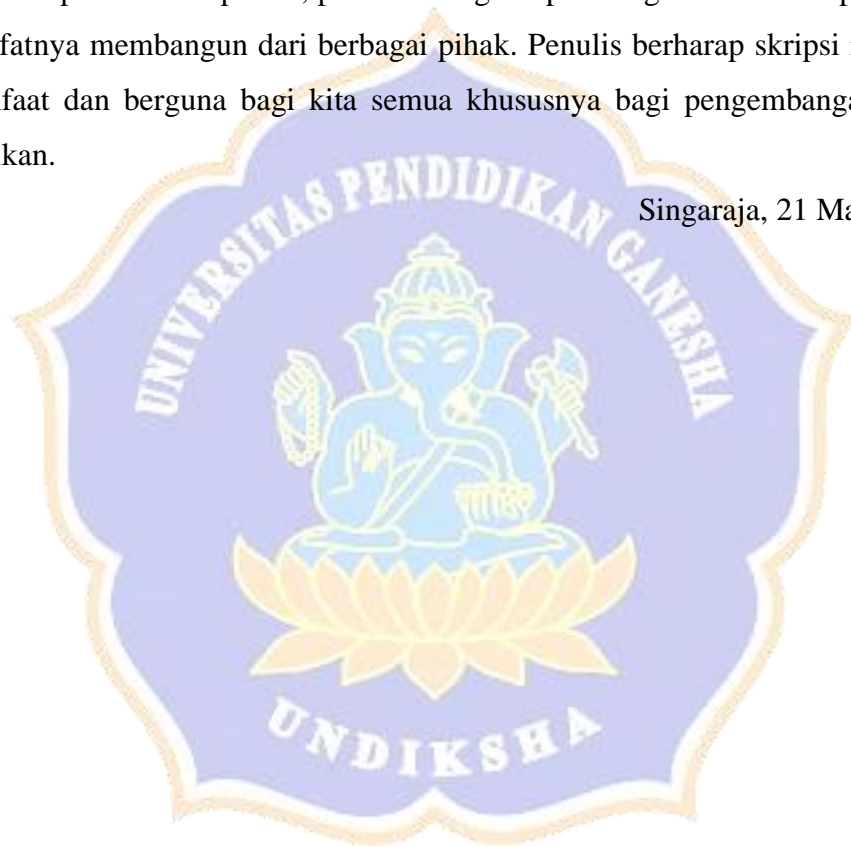 fatnya membangun dari berbagai pihak. Penulis berharap skripsi
faat dan berguna bagi kita semua khususnya bagi pengembanga
kan.
Singaraja, 21 Ma
UNIVERSITAS PENDIDIKAN GANESHA
UNDIKSHA